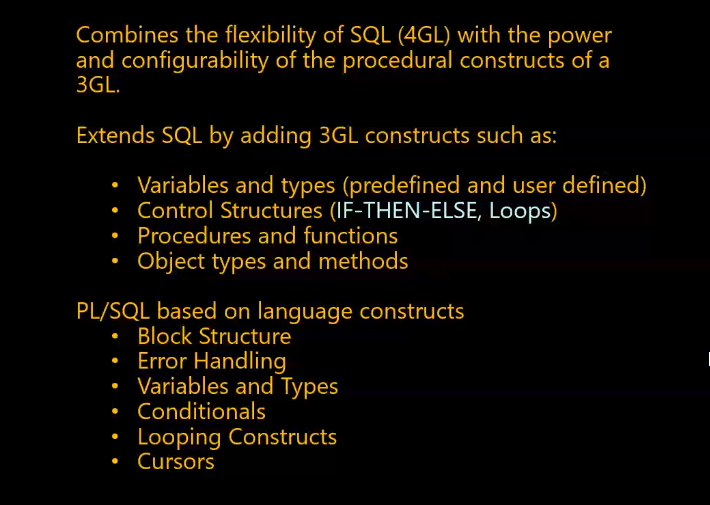 Combines the flexibility of SQL (4GL) with the power
and configurability of the procedural constructs of a
3GL.
Extends SQL by adding 3GL constructs such as:
• Variables and types (predefined and user defined)
• Control Structures (IF-THEN-ELSE, Loops)
• Procedures and functions
• Object types and methods
PL/SQL based on language constructs
• Block Structure
• Error Handling
• Variables and Types
• Conditionals
• Looping Constructs
• Cursors